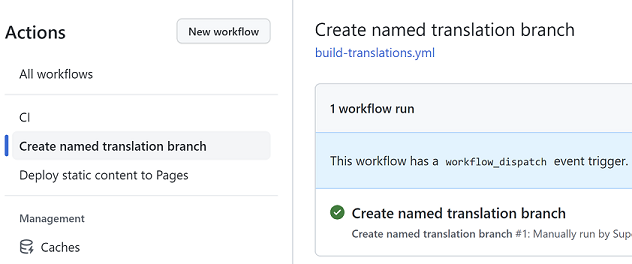 Actions
New workflow
All workflows
CI
Create named translation branch
Deploy static content to Pages
Management
Caches
Create named translation branch
build-translations.yml
1 workflow run
This workflow has a workflow_dispatch event trigger.
Create named translation branch
Create named translation branch #1: Manually run by